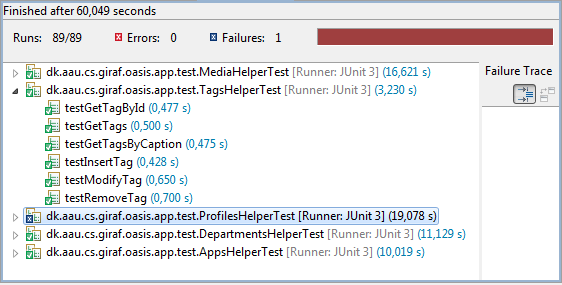 Finished after 60,049 seconds
Runs: 89/89 Errors: 0 Failures: 1
dk.aau.cs.giraf.oasis.app.test.MediaHelperTest [Runner: JUnit 3] (16,621 s)
Failure Trace
dk.aau.cs.giraf.oasis.app.test.TagsHelperTest [Runner: JUnit 3] (3,230 s)
testGetTagById (0,477 s)
testGetTags (0,500 s)
testGetTagsByCaption (0,475 s)
testInsertTag (0,428 s)
testModifyTag (0,650 s)
testRemoveTag (0,700 s)
dk.aau.cs.giraf.oasis.app.test.ProfilesHelperTest [Runner: JUnit 3] (19,078 s)
dk.aau.cs.giraf.oasis.app.test.DepartmentsHelperTest [Runner: JUnit 3] (11,129 s)
dk.aau.cs.giraf.oasis.app.test.AppsHelperTest [Runner: JUnit 3] (10,019 s)